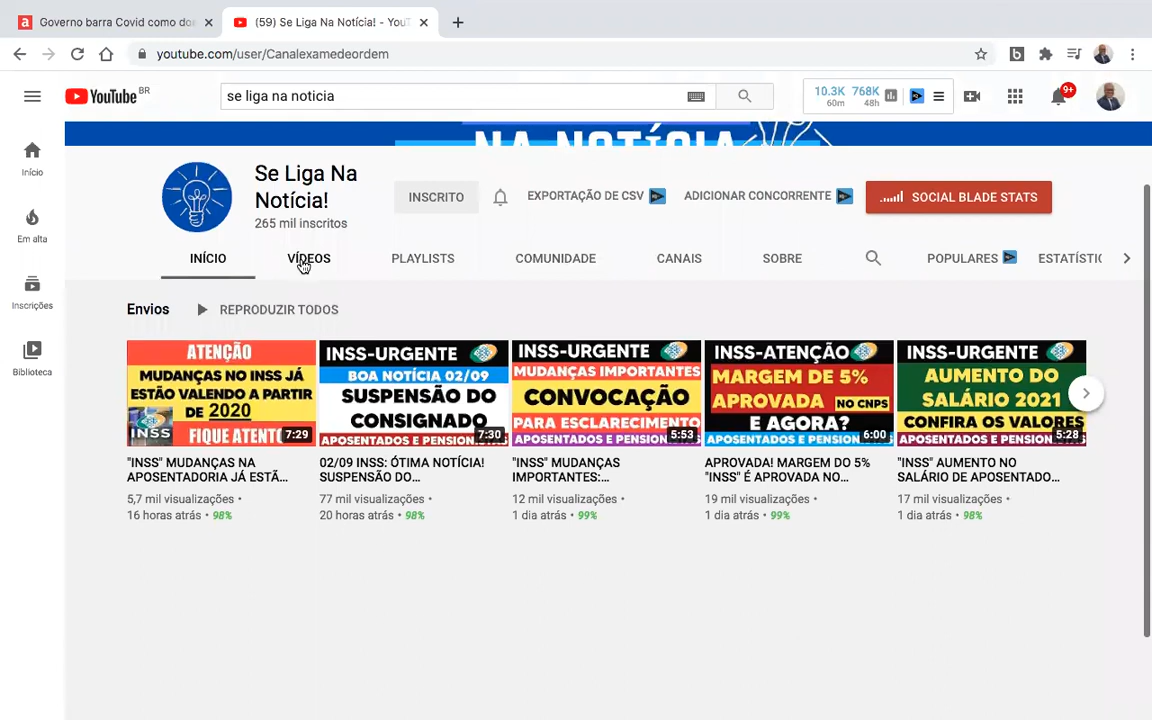 Governo barra Covid como do
(59) Se Liga Na Notícia! - YouT
youtube.com/user/Canalexamedeordem
YouTube BR
se liga na noticia
10.3K 768K
60m 48h
9+
NA NOTÍCIA
Início
Em alta
Inscrições
Biblioteca
Se Liga Na
Notícia!
265 mil inscritos
INSCRITO
EXPORTAÇÃO DE CSV
ADICIONAR CONCORRENTE
SOCIAL BLADE STATS
INÍCIO VÍDEOS PLAYLISTS COMUNIDADE CANAIS SOBRE POPULARES ESTATÍSTIC
Envios REPRODUZIR TODOS
ATENÇÃO
MUDANÇAS NO INSS JÁ
ESTÃO VALENDO A PARTIR
DE 2020
INSS
FIQUE ATENTO
7:29
"INSS" MUDANÇAS NA
APOSENTADORIA JÁ ESTÃ...
5,7 mil visualizações •
16 horas atrás • 98%
INSS-URGENTE
BOA NOTÍCIA 02/09
SUSPENSÃO DO
CONSIGNADO
APOSENTADOS E PENSIONISTAS
7:30
02/09 INSS: ÓTIMA NOTÍCIA!
SUSPENSÃO DO...
77 mil visualizações •
20 horas atrás • 98%
INSS-URGENTE
MUDANÇAS IMPORTANTES
CONVOCAÇÃO
PARA ESCLARECIMENTO
APOSENTADOS E PENSIONISTAS
5:53
"INSS" MUDANÇAS
IMPORTANTES:...
12 mil visualizações •
1 dia atrás • 99%
INSS-ATENÇÃO
MARGEM DE 5%
APROVADA NO CNPS
E AGORA?
APOSENTADOS E PENSIONISTAS
6:00
APROVADA! MARGEM DO 5%
"INSS" É APROVADA NO...
19 mil visualizações •
1 dia atrás • 99%
INSS-URGENTE
AUMENTO DO
SALÁRIO 2021
CONFIRA OS VALORES
APOSENTADOS E PENSIONISTAS
5:28
"INSS" AUMENTO NO
SALÁRIO DE APOSENTADO...
17 mil visualizações •
1 dia atrás • 98%